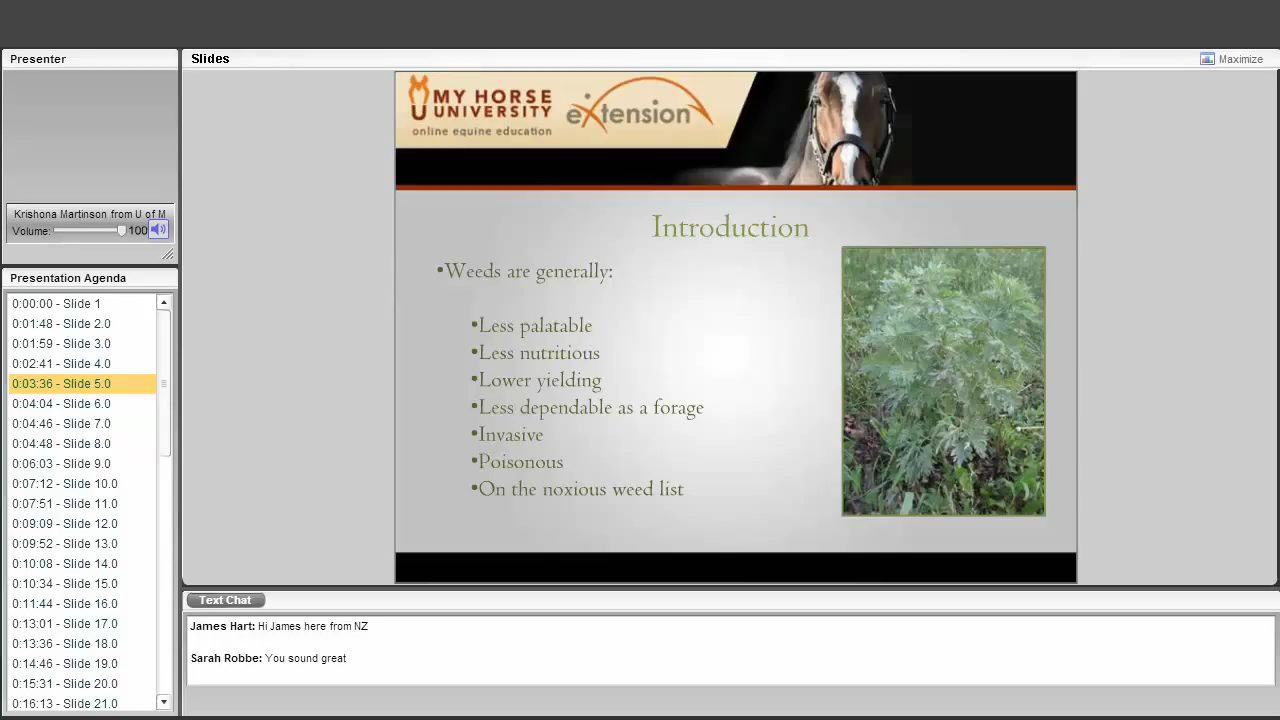 Presenter
Krishona Martinson from U of M
Volume:
100
Presentation Agenda
0:00:00 - Slide 1
0:01:48 - Slide 2.0
0:01:59 - Slide 3.0
0:02:41 - Slide 4.0
0:03:36 - Slide 5.0
0:04:04 - Slide 6.0
0:04:46 - Slide 7.0
0:04:48 - Slide 8.0
0:06:03 - Slide 9.0
0:07:12 - Slide 10.0
0:07:51 - Slide 11.0
0:09:09 - Slide 12.0
0:09:52 - Slide 13.0
0:10:08 - Slide 14.0
0:10:34 - Slide 15.0
0:11:44 - Slide 16.0
0:13:01 - Slide 17.0
0:13:36 - Slide 18.0
0:14:46 - Slide 19.0
0:15:31 - Slide 20.0
0:16:13 - Slide 21.0
Slides
Maximize
MY HORSE
UNIVERSITY
online equine education
eXtension
Introduction
•Weeds are generally:
•Less palatable
•Less nutritious
•Lower yielding
•Less dependable as a forage
•Invasive
•Poisonous
•On the noxious weed list
Text Chat
James Hart: Hi James here from NZ
Sarah Robbe: You sound great